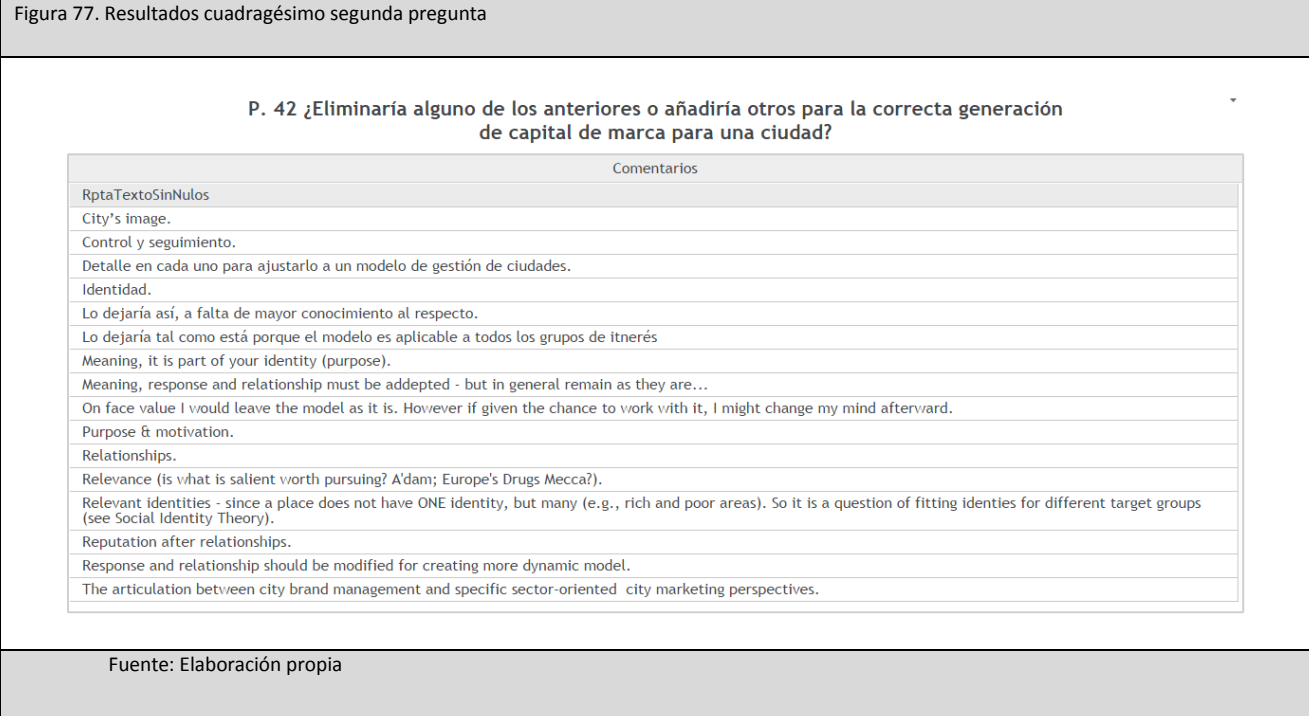 Figura 77. Resultados cuadragésimo segunda pregunta
P. 42 ¿Eliminaría alguno de los anteriores o añadiría otros para la correcta generación
de capital de marca para una ciudad?
Comentarios
RptaTextoSinNulos
City's image.
Control y seguimiento.
Detalle en cada uno para ajustarlo a un modelo de gestión de ciudades.
Identidad.
Lo dejaría así, a falta de mayor conocimiento al respecto.
Lo dejaría tal como está porque el modelo es aplicable a todos los grupos de itnerés
Meaning, it is part of your identity (purpose).
Meaning, response and relationship must be addepted - but in general remain as they are...
On face value I would leave the model as it is. However if given the chance to work with it, I might change my mind afterward.
Purpose & motivation.
Relationships.
Relevance (is what is salient worth pursuing? A'dam; Europe's Drugs Mecca?).
Relevant identities - since a place does not have ONE identity, but many (e.g., rich and poor areas). So it is a question of fitting identies for different target groups
(see Social Identity Theory).
Reputation after relationships.
Response and relationship should be modified for creating more dynamic model.
The articulation between city brand management and specific sector-oriented city marketing perspectives.
Fuente: Elaboración propia